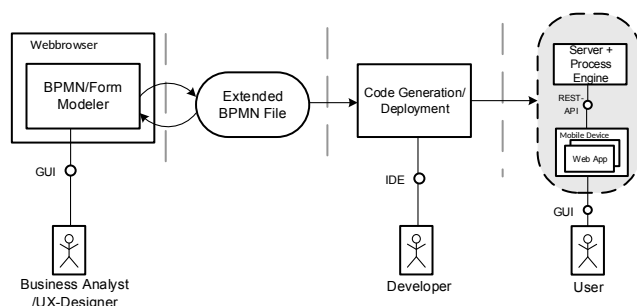 Webbrowser
BPMN/Form
Modeler
Extended
BPMN File
Code Generation/
Deployment
Server +
Process
Engine
REST-
API
Mobile Device
Web App
GUI
IDE
GUI
Business Analyst
/UX-Designer
Developer
User